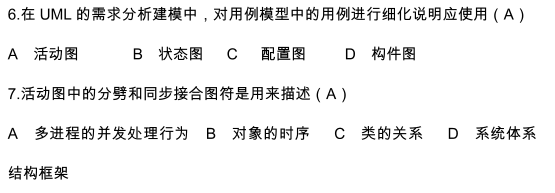 6.在 UML 的需求分析建模中，对用例模型中的用例进行细化说明应使用（A）
A 活动图 B 状态图 C 配置图 D 构件图
7.活动图中的分劈和同步接合图符是用来描述（A）
A 多进程的并发处理行为 B 对象的时序 C 类的关系 D 系统体系
结构框架